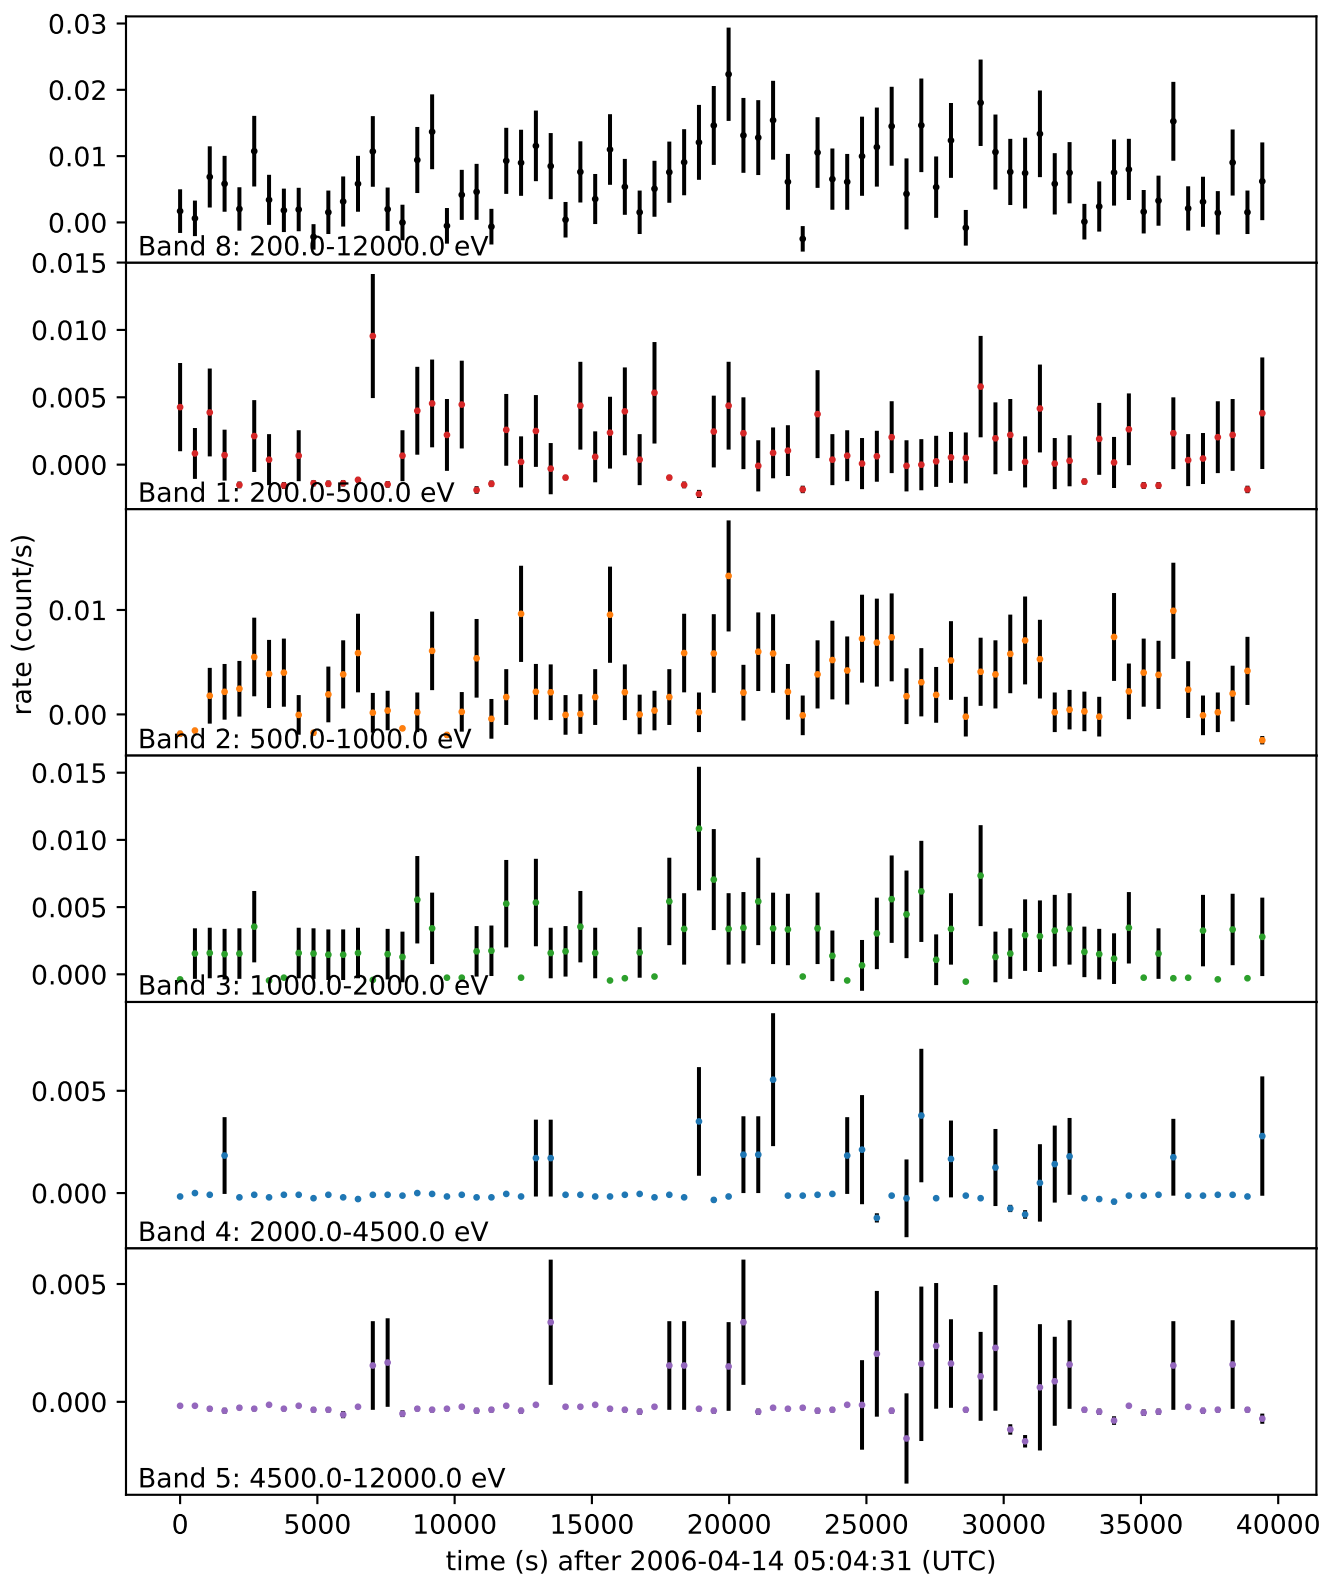 0.03
0.02
0.01
0.00
Band 8: 200.0-12000.0 eV
0.015
0.010
0.005
0.000
Band 1: 200.0-500.0 eV
rate (count/s)
0.01
0.00
Band 2: 500.0-1000.0 eV
0.015
0.010
0.005
0.000
Band 3: 1000.0-2000.0 eV
0.005
0.000
Band 4: 2000.0-4500.0 eV
0.005
0.000
Band 5: 4500.0-12000.0 eV
0 5000 10000 15000 20000 25000 30000 35000 40000
time (s) after 2006-04-14 05:04:31 (UTC)